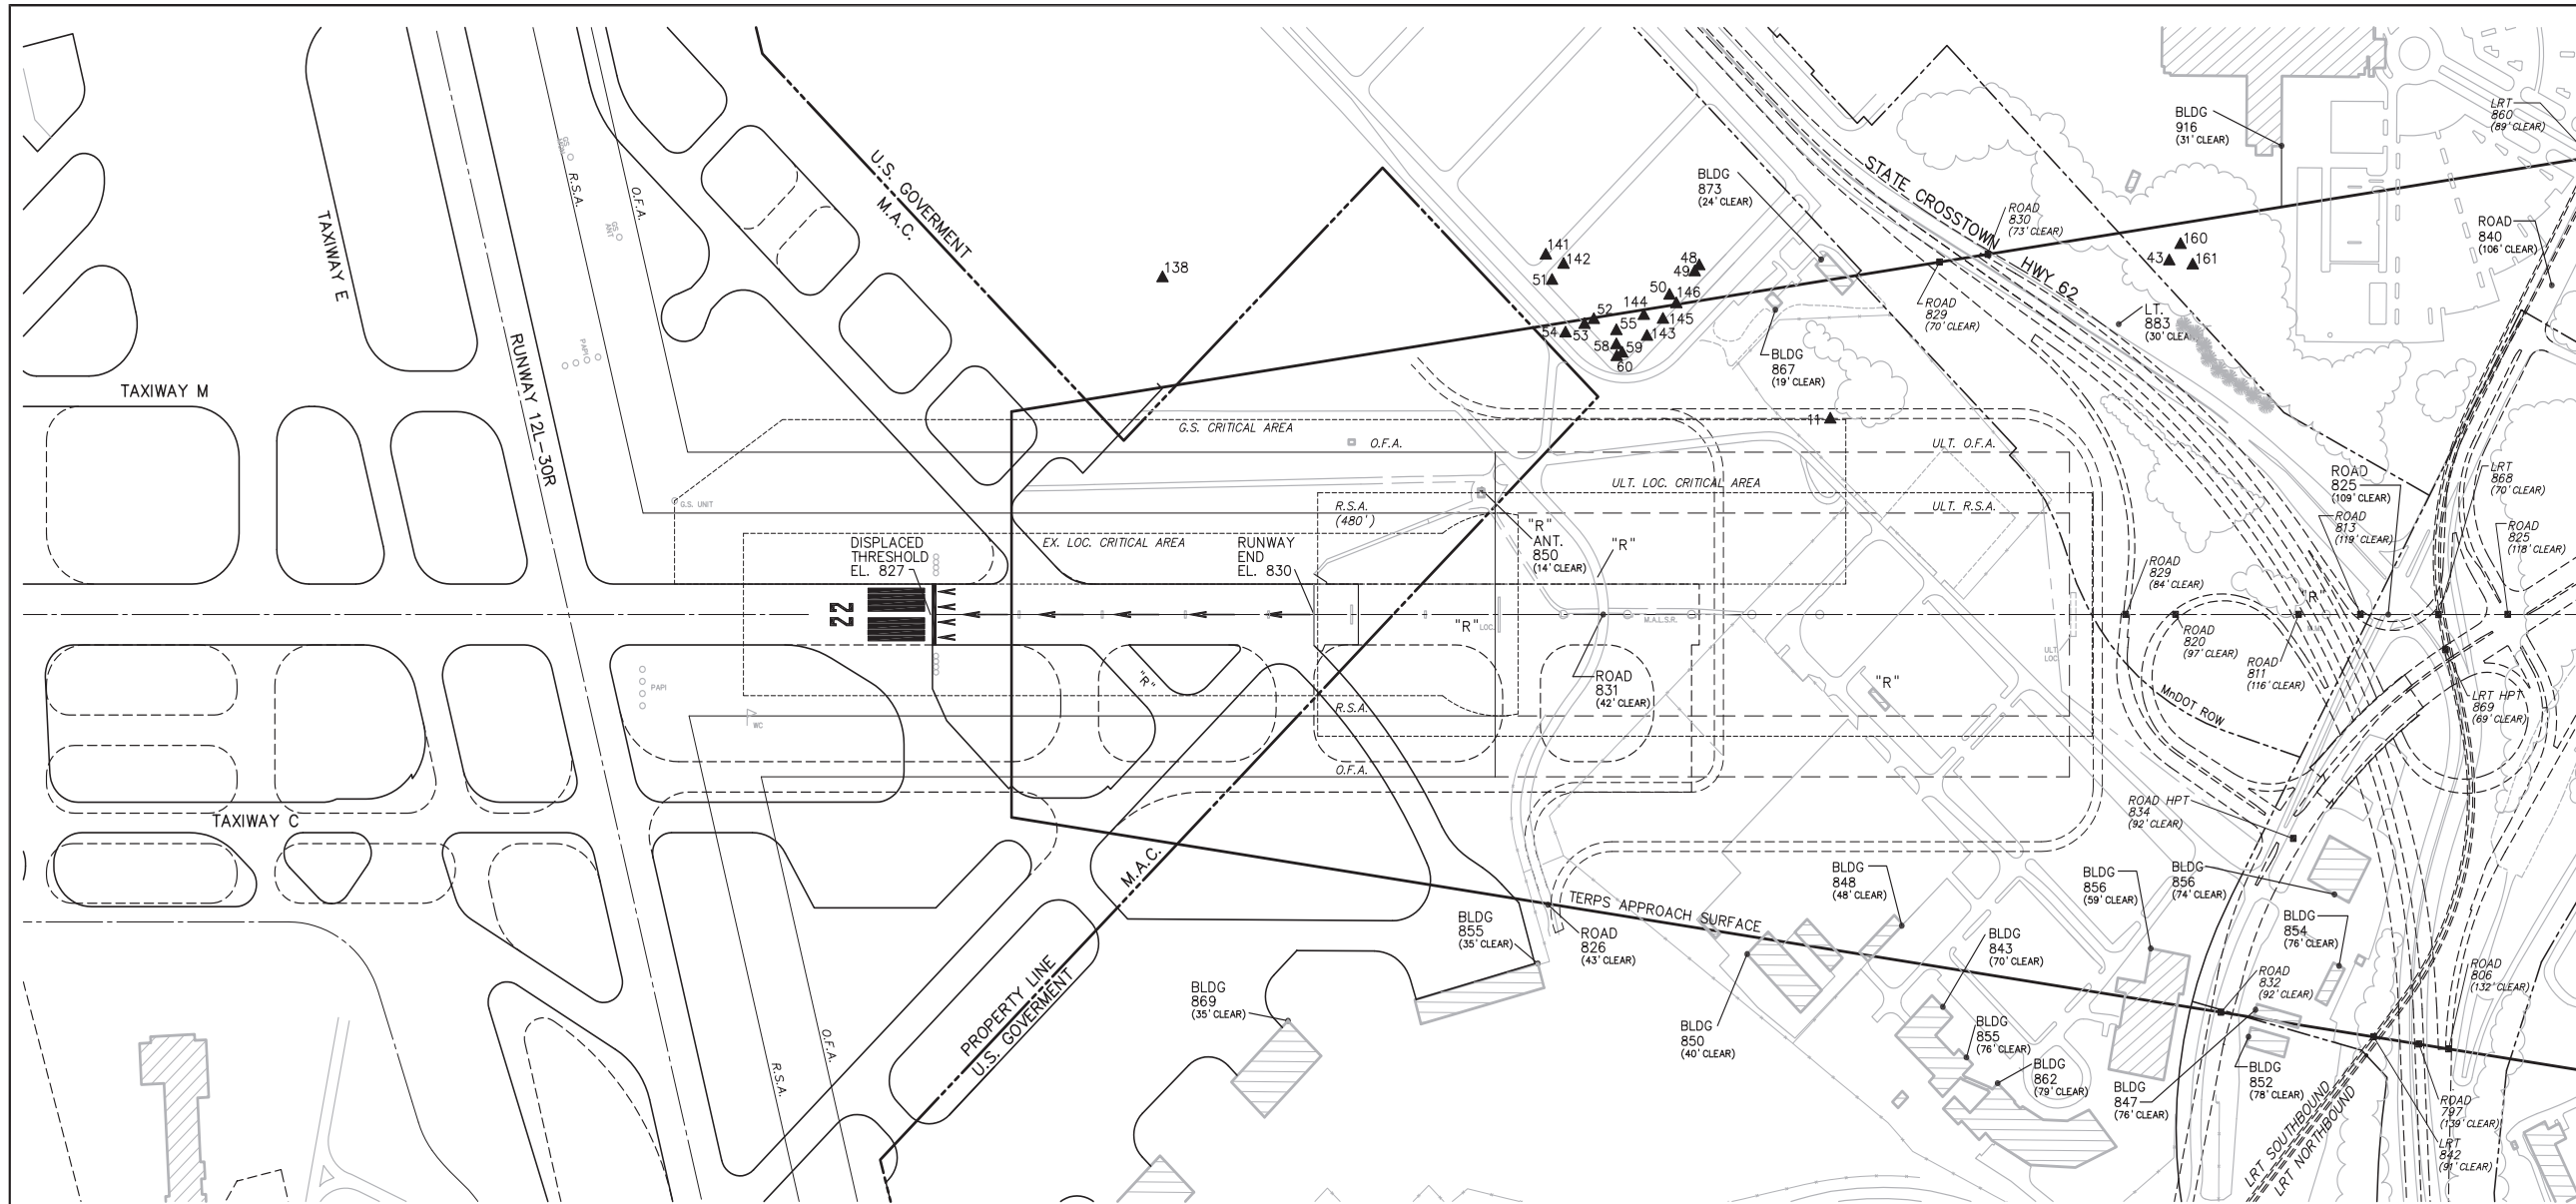 TAXIWAY M
TAXIWAY E
TAXIWAY C
RUNWAY 12L-30R
R.S.A.
O.F.A.
GS
ANT
PAPI
U.S. GOVERMENT
M.A.C.
138
141
142
51
48
49
50
146
144
145
52
53
54
55
143
58
59
60
11
43
160
161
BLDG
873
(24' CLEAR)
BLDG
867
(19' CLEAR)
STATE CROSSTOWN
HWY 62
ROAD
830
(73' CLEAR)
ROAD
829
(70' CLEAR)
BLDG
916
(31' CLEAR)
LRT
860
(89' CLEAR)
ROAD
840
(106' CLEAR)
LT.
883
(30' CLEA
G.S. CRITICAL AREA
O.F.A.
ULT. O.F.A.
ULT. LOC. CRITICAL AREA
R.S.A.
(480')
ULT. R.S.A.
G.S. UNIT
DISPLACED
THRESHOLD
EL. 827
EX. LOC. CRITICAL AREA
RUNWAY
END
EL. 830
"R"
ANT.
850
(14' CLEAR)
"R"
22
"R"
LOC.
M.A.L.S.R.
ROAD
831
(42' CLEAR)
"R"
"R"
ULT
LOC
PAPI
WC
R.S.A.
O.F.A.
ROAD
829
(84' CLEAR)
ROAD
820
(97' CLEAR)
ROAD
811
(116' CLEAR)
"R"
ROAD
825
(109' CLEAR)
ROAD
813
(119' CLEAR)
LRT
868
(70' CLEAR)
ROAD
825
(118' CLEAR)
LRT HPT
869
(69' CLEAR)
MnDOT ROW
ROAD HPT
834
(92' CLEAR)
M.A.C.
PROPERTY LINE
U.S. GOVERMENT
O.F.A.
R.S.A.
TERPS APPROACH SURFACE
BLDG
869
(35' CLEAR)
BLDG
855
(35' CLEAR)
ROAD
826
(43' CLEAR)
BLDG
850
(40' CLEAR)
BLDG
848
(48' CLEAR)
BLDG
843
(70' CLEAR)
BLDG
855
(76' CLEAR)
BLDG
862
(79' CLEAR)
BLDG
856
(59' CLEAR)
BLDG
856
(74' CLEAR)
BLDG
854
(76' CLEAR)
ROAD
832
(92' CLEAR)
BLDG
847
(76' CLEAR)
BLDG
852
(78' CLEAR)
ROAD
806
(132' CLEAR)
ROAD
797
(139' CLEAR)
LRT
842
(91' CLEAR)
LRT SOUTHBOUND
LRT NORTHBOUND